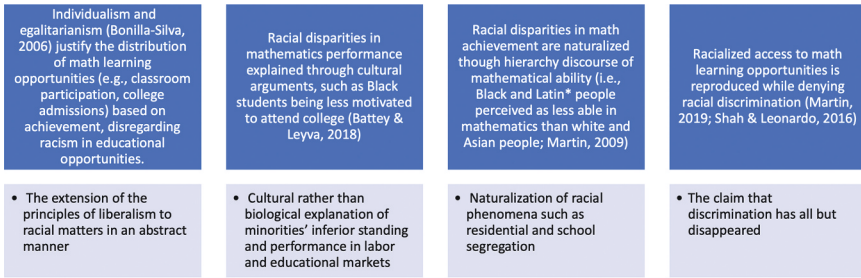 Individualism and
egalitarianism (Bonilla-Silva,
2006) justify the distribution
of math learning
opportunities (e.g., classroom
participation, college
admissions) based on
achievement, disregarding
racism in educational
opportunities.
• The extension of the
principles of liberalism to
racial matters in an abstract
manner
Racial disparities in
mathematics performance
explained through cultural
arguments, such as Black
students being less motivated
to attend college (Battey &
Leyva, 2018)
• Cultural rather than
biological explanation of
minorities' inferior standing
and performance in labor
and educational markets
Racial disparities in math
achievement are naturalized
though hierarchy discourse of
mathematical ability (i.e.,
Black and Latin* people
perceived as less able in
mathematics than white and
Asian people; Martin, 2009)
• Naturalization of racial
phenomena such as
residential and school
segregation
Racialized access to math
learning opportunities is
reproduced while denying
racial discrimination (Martin,
2019; Shah & Leonardo, 2016)
• The claim that
discrimination has all but
disappeared